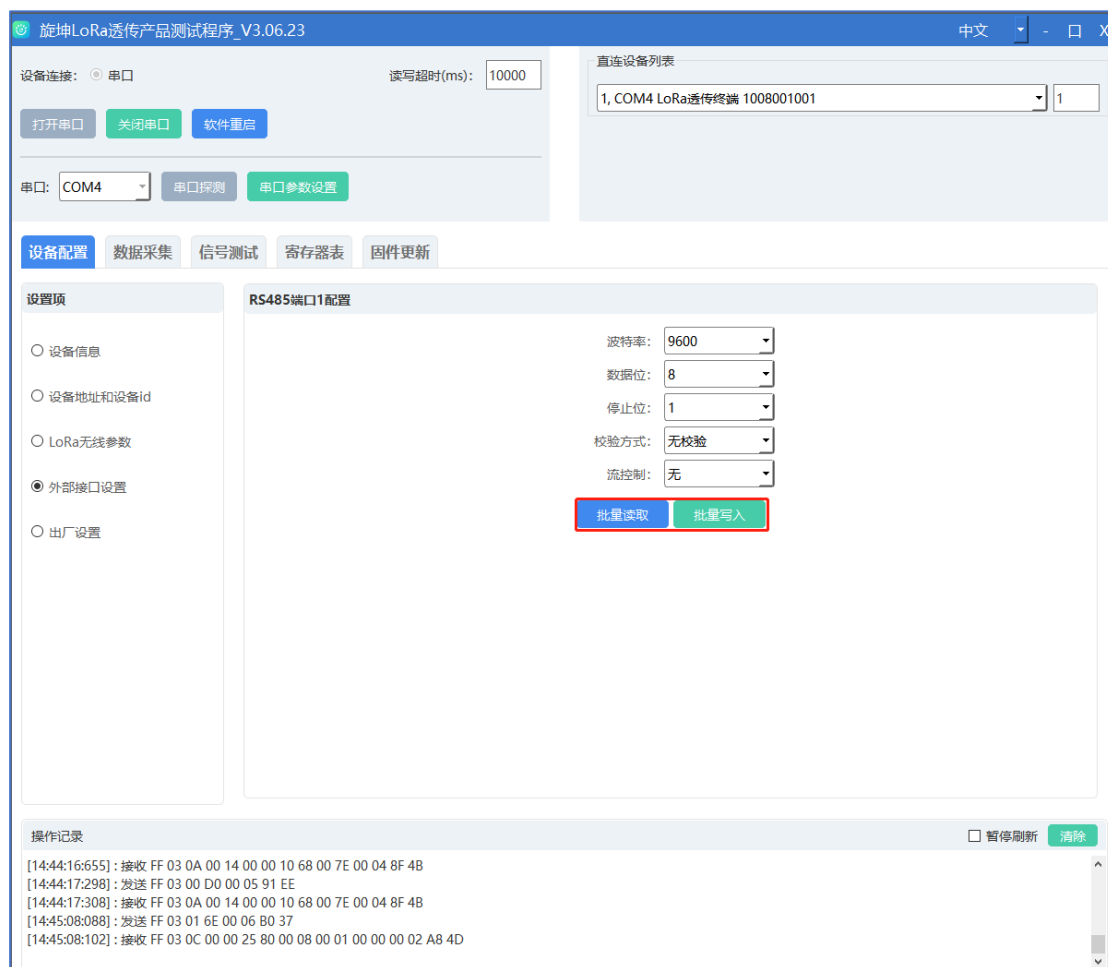 旋坤LoRa透传产品测试程序_V3.06.23 中文 - 口 X
设备连接： 串口 读写超时(ms)： 10000
直连设备列表
1, COM4 LoRa透传终端 1008001001 1
打开串口 关闭串口 软件重启
串口: COM4 串口探测 串口参数设置
设备配置 数据采集 信号测试 寄存器表 固件更新
设置项
设备信息
设备地址和设备id
LoRa无线参数
外部接口设置
出厂设置
RS485端口1配置
波特率： 9600
数据位： 8
停止位： 1
校验方式： 无校验
流控制： 无
批量读取 批量写入
操作记录 暂停刷新 清除
[14:44:16:655] : 接收 FF 03 0A 00 14 00 00 10 68 00 7E 00 04 8F 4B
[14:44:17:298] : 发送 FF 03 00 D0 00 05 91 EE
[14:44:17:308] : 接收 FF 03 0A 00 14 00 00 10 68 00 7E 00 04 8F 4B
[14:45:08:088] : 发送 FF 03 01 6E 00 06 B0 37
[14:45:08:102] : 接收 FF 03 0C 00 00 25 80 00 08 00 01 00 00 00 02 A8 4D